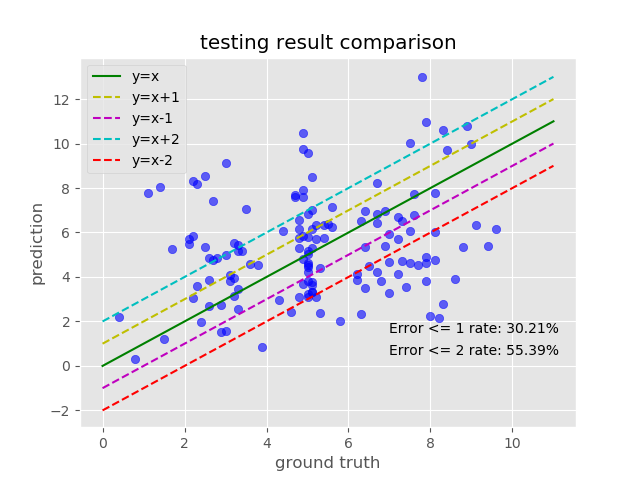 testing result comparison
y=x
y=x+1
y=x-1
y=x+2
y=x-2
12
10
8
6
4
2
0
−2
prediction
Error <= 1 rate: 30.21%
Error <= 2 rate: 55.39%
0 2 4 6 8 10
ground truth